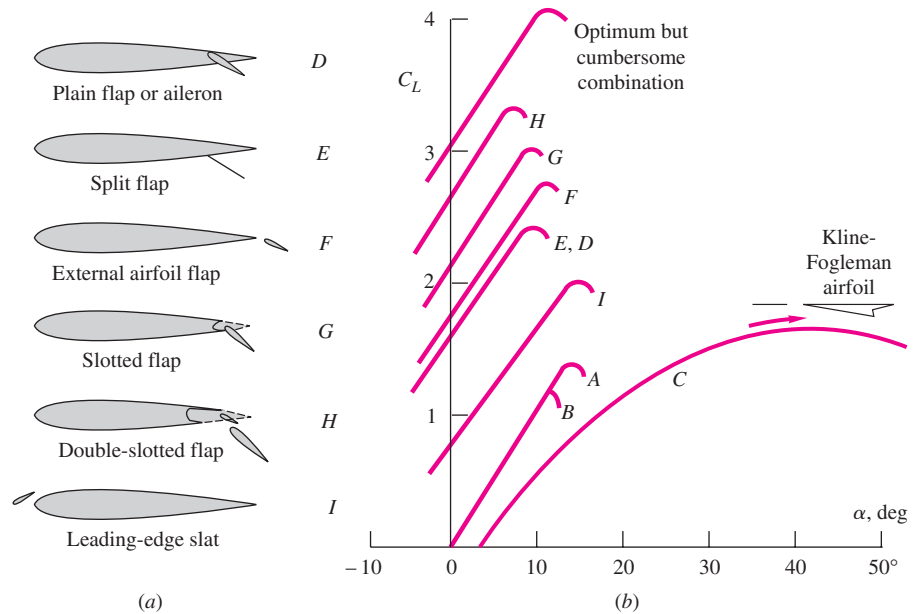 D
Plain flap or aileron
E
Split flap
F
External airfoil flap
G
Slotted flap
H
Double-slotted flap
I
Leading-edge slat
(a)
4
C_L
Optimum but
cumbersome
combination
H
3
G
F
E, D
Kline-
Fogleman
airfoil
2
I
A
C
B
1
α, deg
–10
0
10
20
30
40
50°
(b)